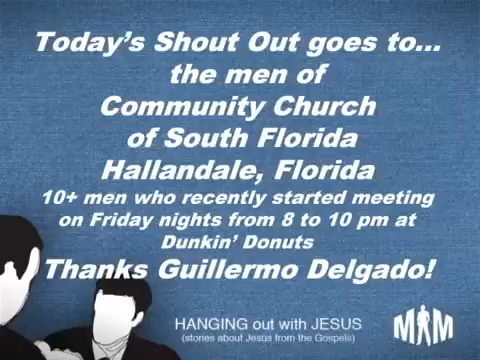 Today's Shout Out goes to...
the men of
Community Church
of South Florida
Hallandale, Florida
10+ men who recently started meeting
on Friday nights from 8 to 10 pm at
Dunkin' Donuts
Thanks Guillermo Delgado!
HANGING out with JESUS
(stories about Jesus from the Gospels)
MM